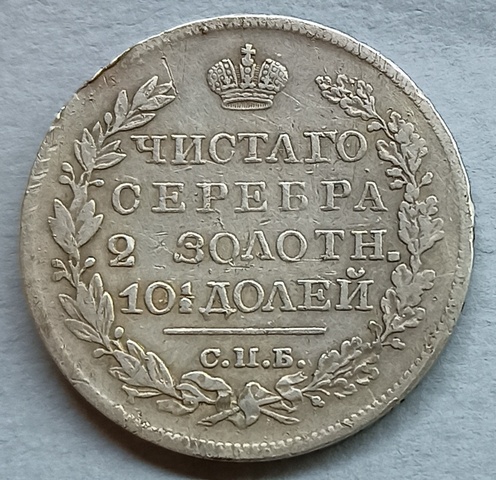 ЧИСТАГО
СЕРЕБРА
2 ЗОЛОТН.
10½ ДОЛЕЙ
С.П.Б.